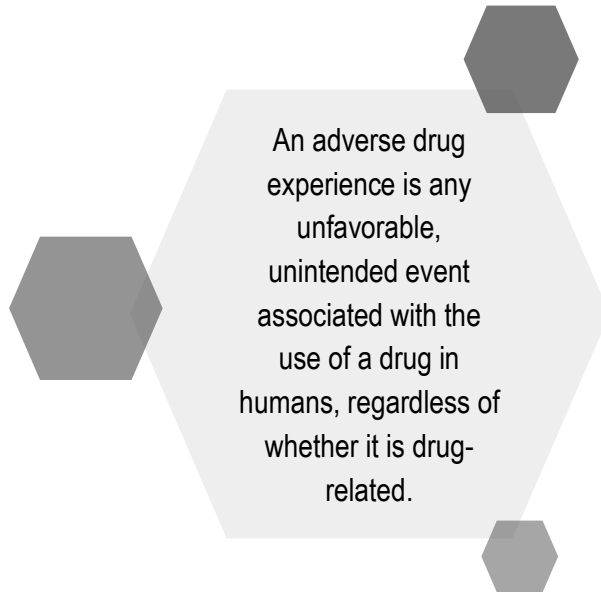 An adverse drug
experience is any
unfavorable,
unintended event
associated with the
use of a drug in
humans, regardless of
whether it is drug-
related.